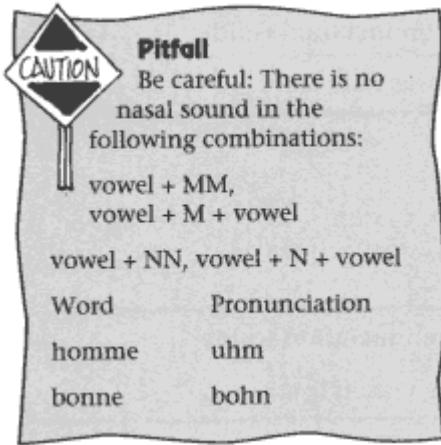 CAUTION
Pitfall
Be careful: There is no
nasal sound in the
following combinations:
vowel + MM,
vowel + M + vowel
vowel + NN, vowel + N + vowel
Word Pronunciation
homme uhm
bonne bohn